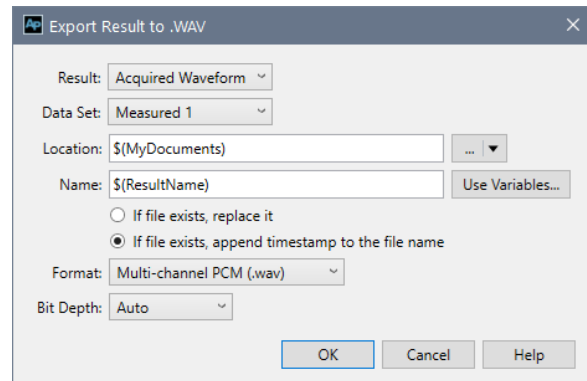 Ap Export Result to .WAV
Result: Acquired Waveform
Data Set: Measured 1
Location: $(MyDocuments) ...
Name: $(ResultName) Use Variables...
If file exists, replace it
If file exists, append timestamp to the file name
Format: Multi-channel PCM (.wav)
Bit Depth: Auto
OK Cancel Help